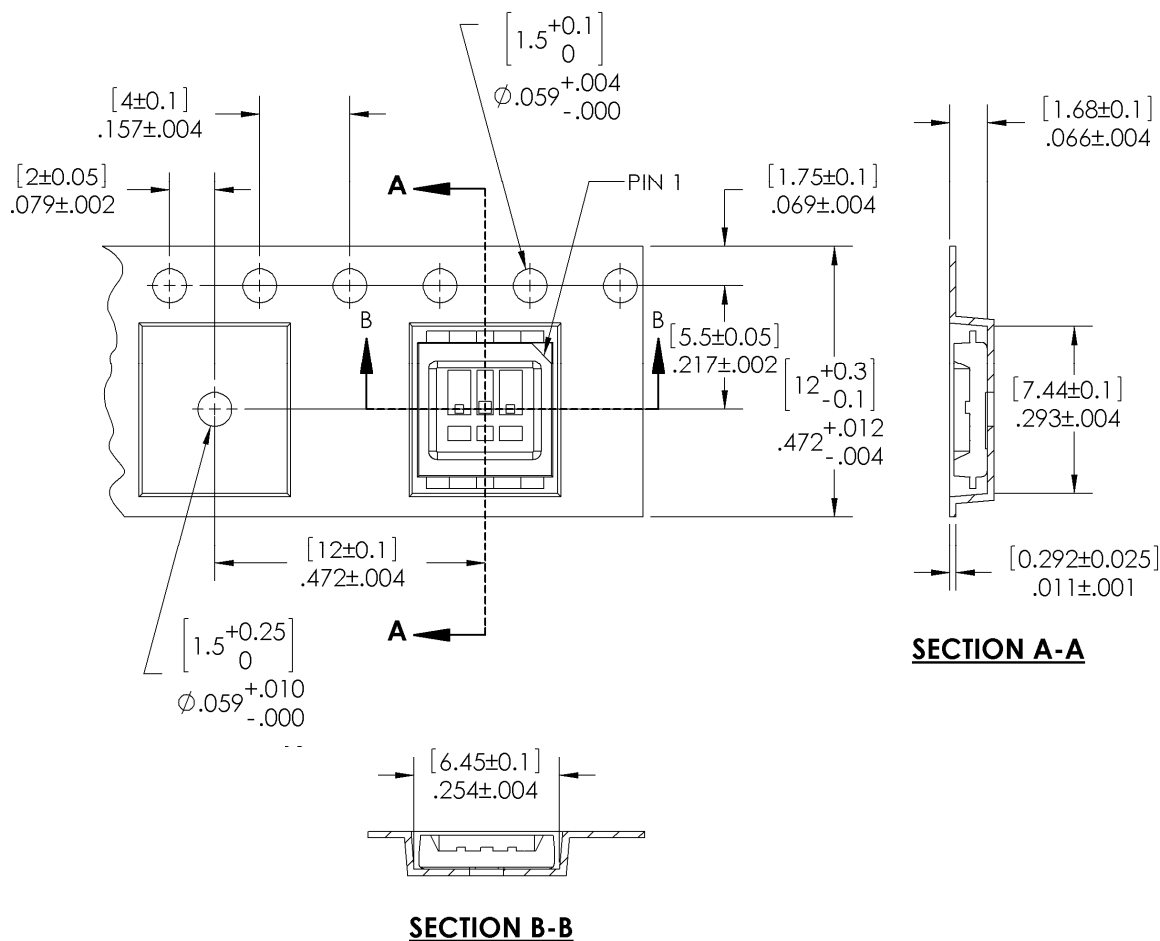 [1.5 +0.1 0]
Ø.059 +.004 -.000
[4±0.1]
.157±.004
[2±0.05]
.079±.002
A
PIN 1
[1.75±0.1]
.069±.004
[1.68±0.1]
.066±.004
B
B
[5.5±0.05]
.217±.002
[12 +0.3 -0.1]
.472 +.012 -.004
[7.44±0.1]
.293±.004
[12±0.1]
.472±.004
[0.292±0.025]
.011±.001
A
SECTION A-A
[1.5 +0.25 0]
Ø.059 +.010 -.000
[6.45±0.1]
.254±.004
SECTION B-B